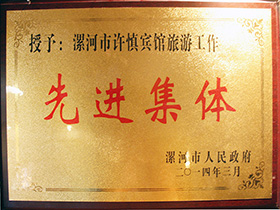 授予：漯河市许慎宾馆旅游工作
先进集体
漯河市人民政府
二〇一四年三月